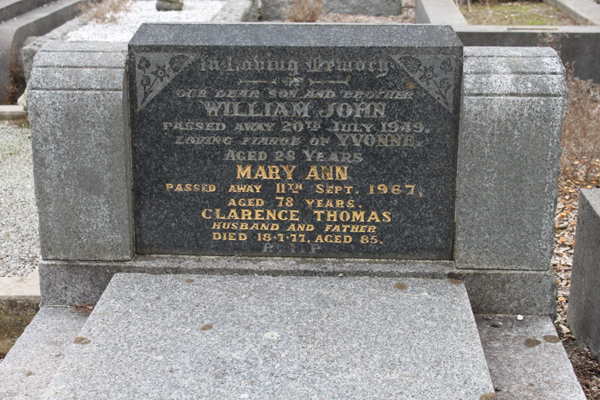 In Loving Memory
OF
OUR DEAR SON AND BROTHER
WILLIAM JOHN
PASSED AWAY 20TH JULY 1949.
LOVING FIANCE OF YVONNE.
AGED 28 YEARS
MARY ANN
PASSED AWAY 11TH SEPT. 1967,
AGED 78 YEARS.
CLARENCE THOMAS
HUSBAND AND FATHER
DIED 18·7·77, AGED 85.
R·I·P